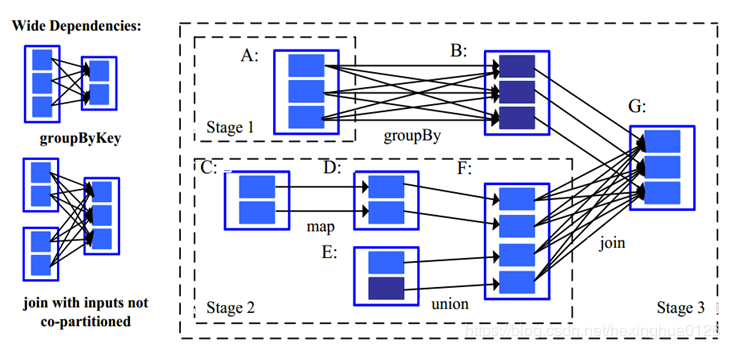 Wide Dependencies:
groupByKey
join with inputs not
co-partitioned
A:
B:
G:
Stage 1
groupBy
C:
D:
F:
map
E:
join
Stage 2
union
Stage 3
https://blog.csdn.net/hexinghua0126